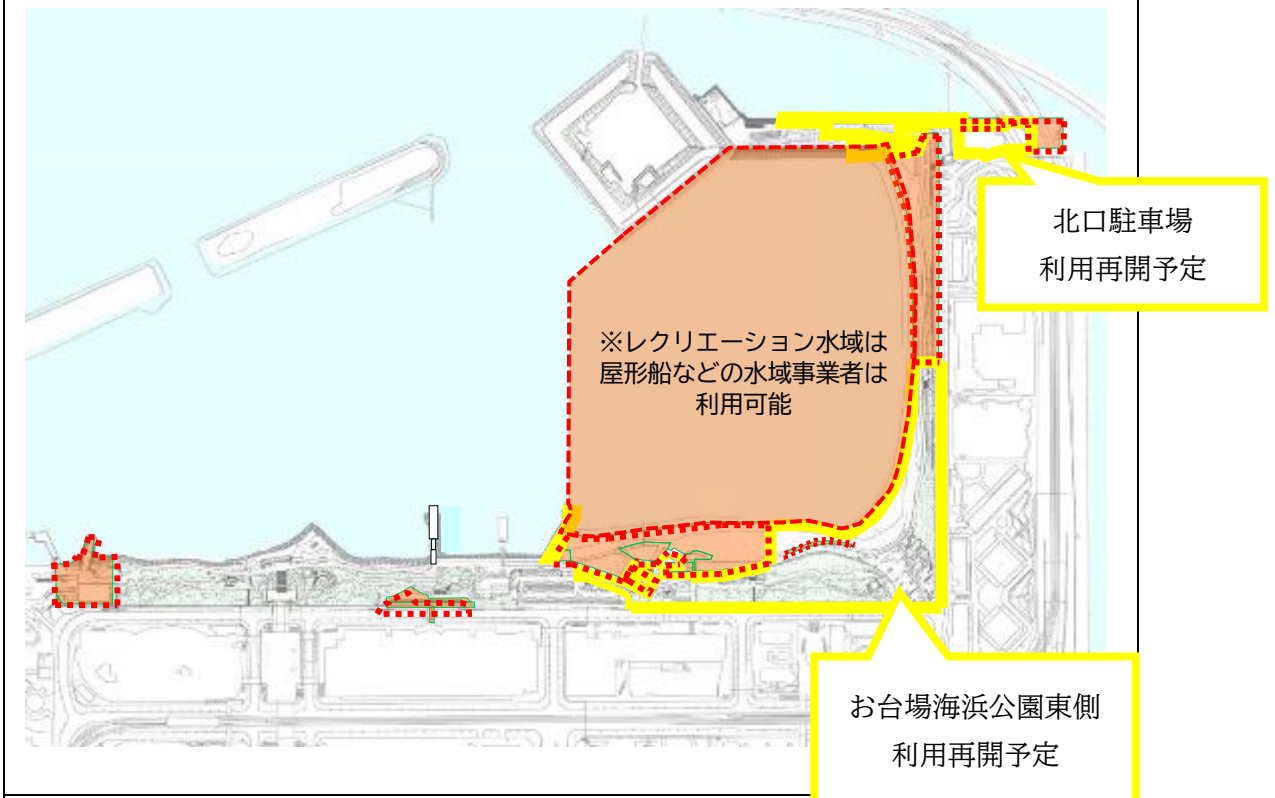 北口駐車場
利用再開予定
※レクリエーション水域は
屋形船などの水域事業者は
利用可能
お台場海浜公園東側
利用再開予定